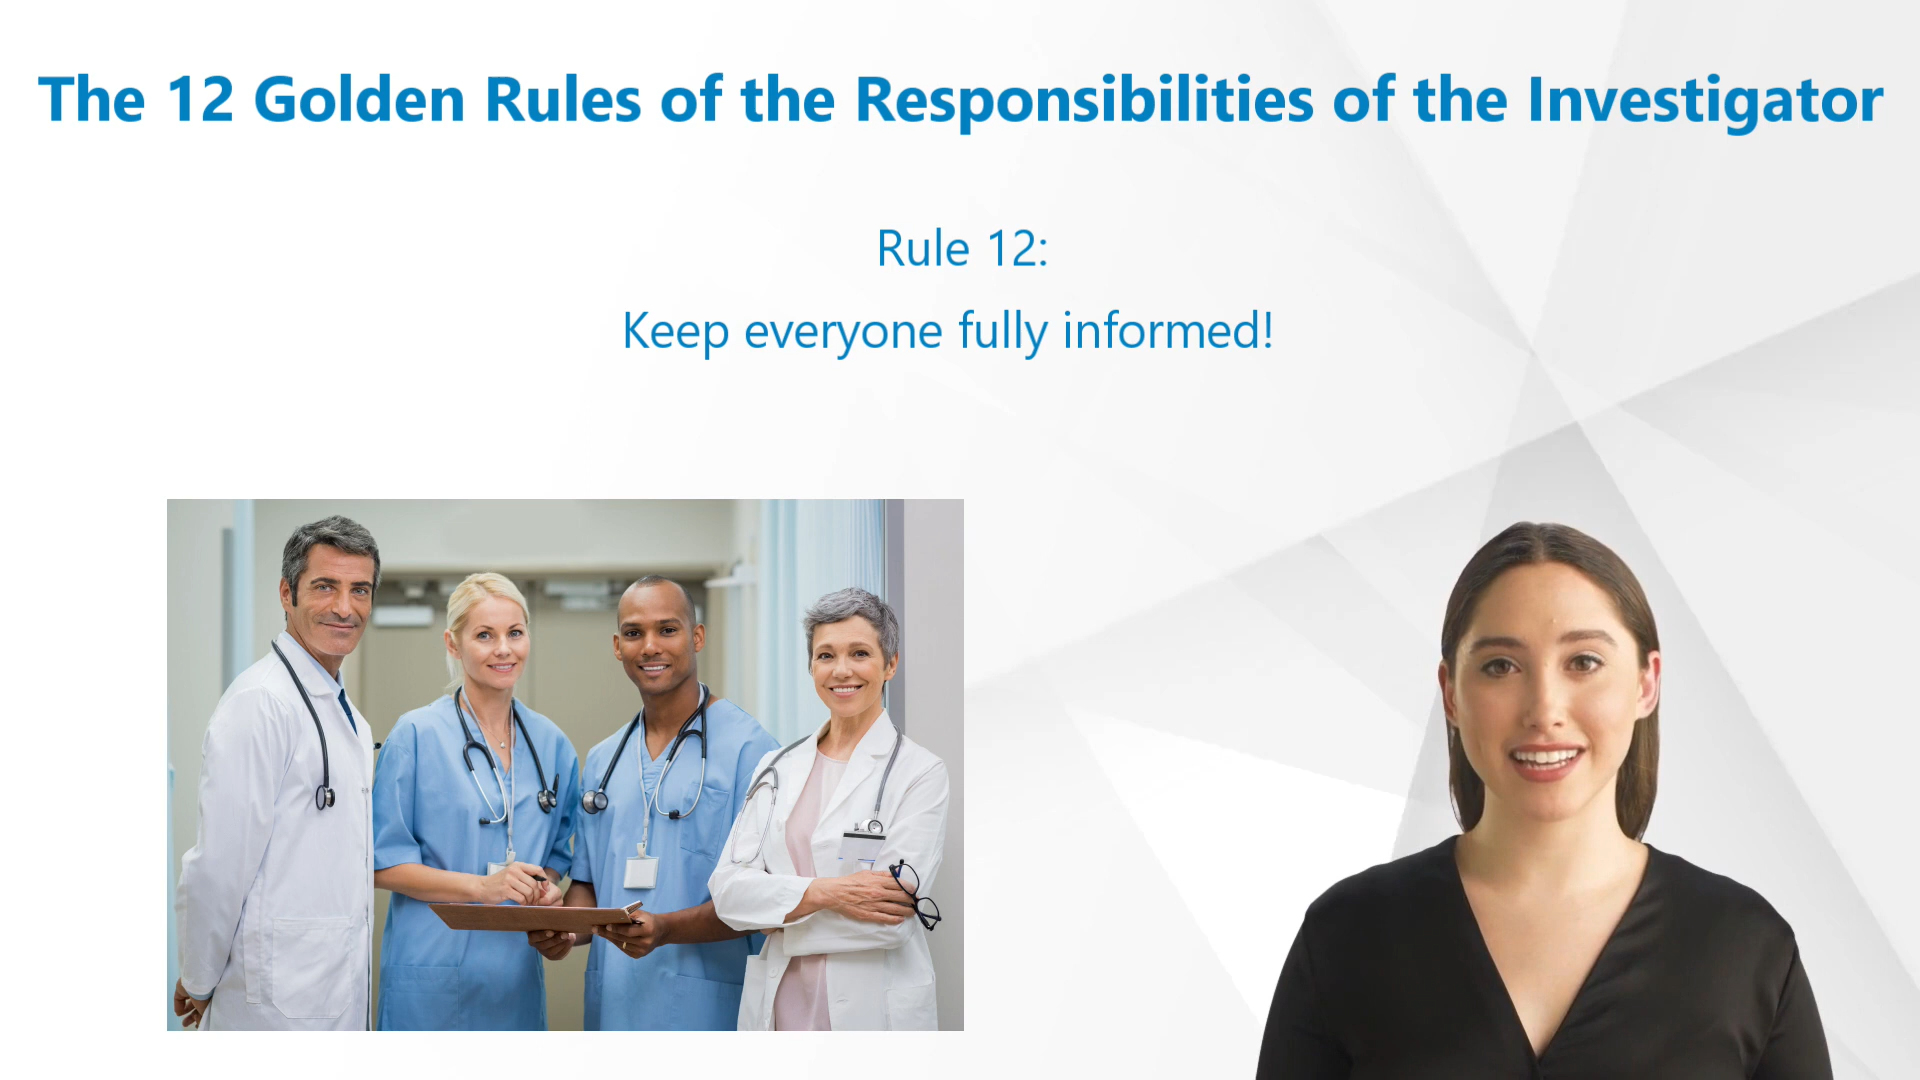 The 12 Golden Rules of the Responsibilities of the Investigator
Rule 12:
Keep everyone fully informed!